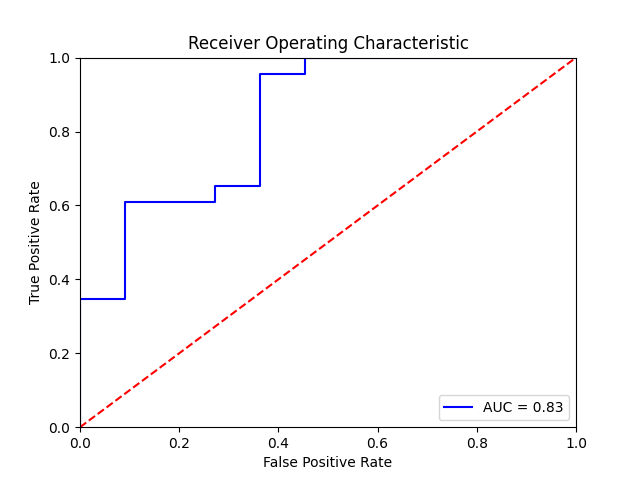 Receiver Operating Characteristic
True Positive Rate
1.0
0.8
0.6
0.4
0.2
0.0
AUC = 0.83
0.0 0.2 0.4 0.6 0.8 1.0
False Positive Rate